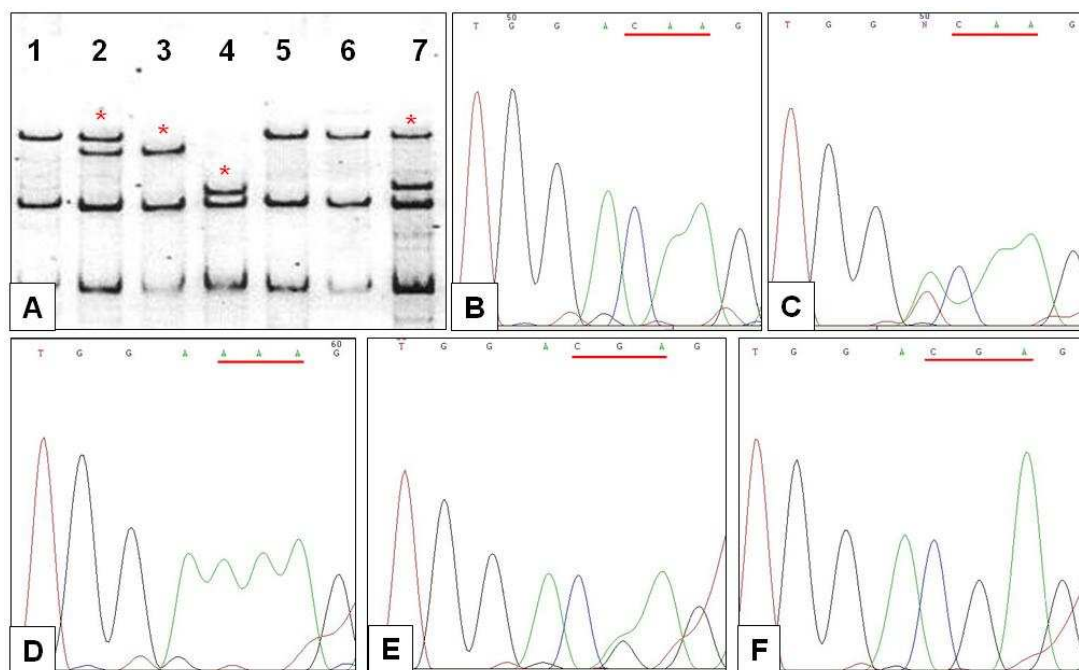 1 2 3 4 5 6 7
* * * *
A
50
T G G A C A A G
B
50
T G G N C A A G
C
60
T G G A A A A G
D
T G G A C G A G
E
T G G A C G A G
F